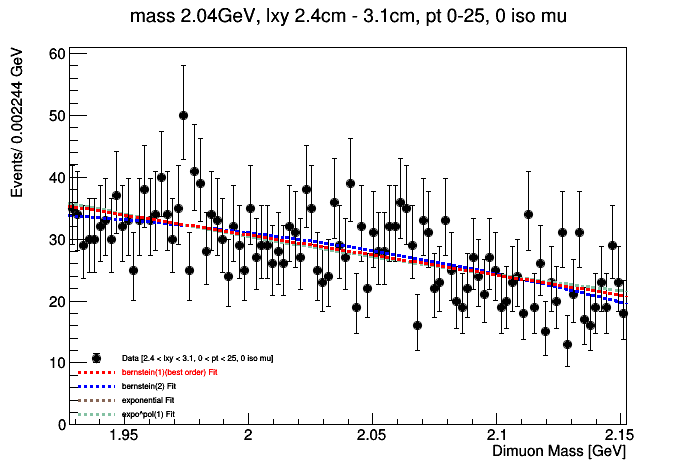 mass 2.04GeV, lxy 2.4cm - 3.1cm, pt 0-25, 0 iso mu
Events/ 0.002244 GeV
60
50
40
30
20
10
0
Data [2.4 < lxy < 3.1, 0 < pt < 25, 0 iso mu]
bernstein(1)(best order) Fit
bernstein(2) Fit
exponential Fit
expo*pol(1) Fit
1.95
2
2.05
2.1
2.15
Dimuon Mass [GeV]